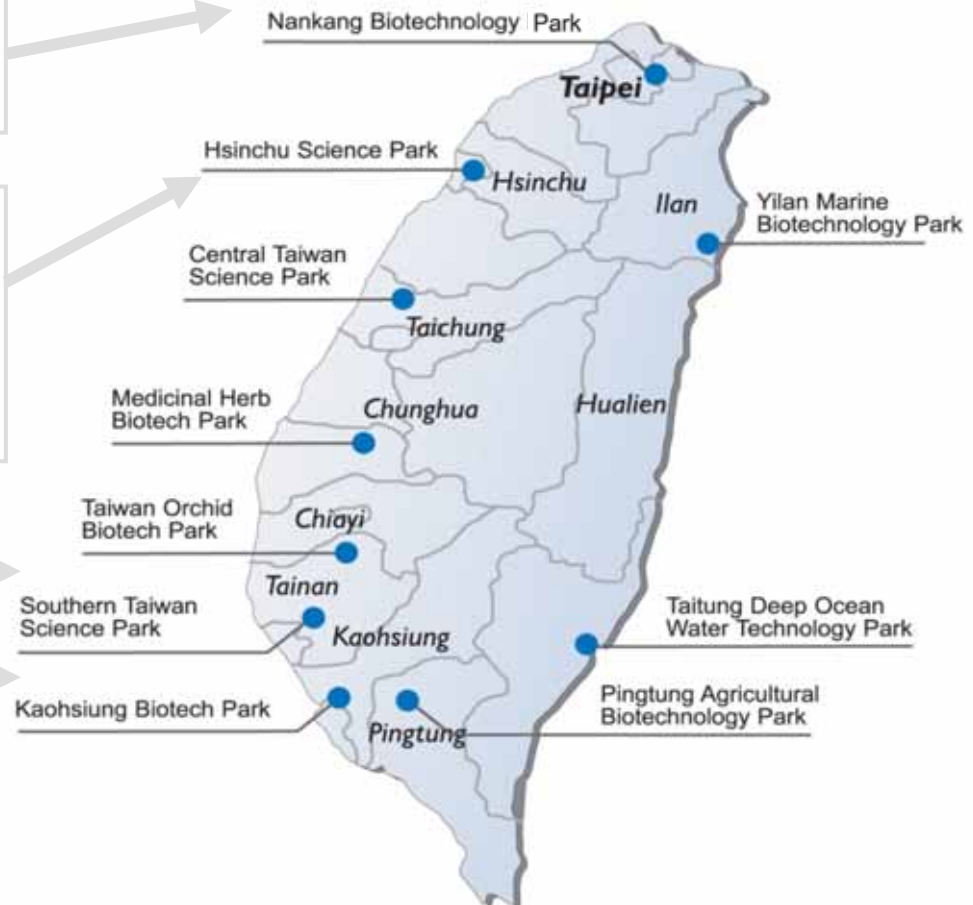 Nankang Biotechnology Park
Taipei
Hsinchu Science Park
Hsinchu
Ilan
Yilan Marine
Biotechnology Park
Central Taiwan
Science Park
Taichung
Medicinal Herb
Biotech Park
Chunghua
Hualien
Taiwan Orchid
Biotech Park
Chiayi
Tainan
Southern Taiwan
Science Park
Kaohsiung
Taitung Deep Ocean
Water Technology Park
Kaohsiung Biotech Park
Pingtung
Pingtung Agricultural
Biotechnology Park